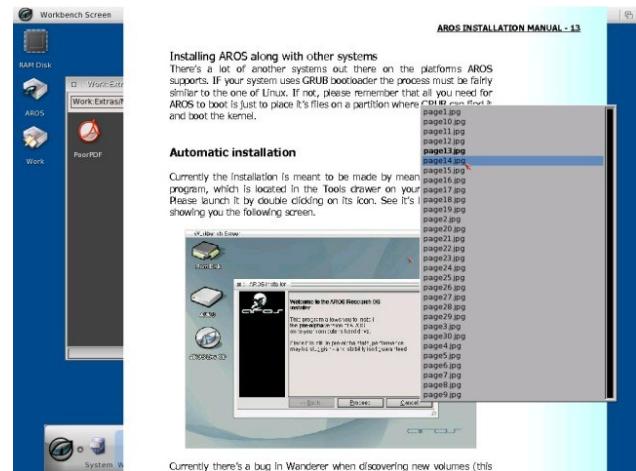 Workbench Screen
RAM Disk
AROS
Work
Work:Extr
Work:Extras/M
PoorPDF
System W
AROS INSTALLATION MANUAL - 13
Installing AROS along with other systems
There's a lot of another systems out there on the platforms AROS
supports. IF your system uses GRUB bootloader the process must be fairly
similar to the one of Linux. If not, please remember that all you need for
AROS to boot is just to place it's files on a partition where GRUB can find it
and boot the kernel.
Automatic installation
Currently the installation is meant to be made by mean
program, which is located in the Tools drawer on your
Please launch it by double clicking on its icon. See it's
showing you the following screen.
Welcome to the AROS Research OS
installer
Back Proceed Cancel
aros
Currently there's a bug in Wanderer when discovering new volumes (this
page1.jpg
page10.jpg
page11.jpg
page12.jpg
page13.jpg
page14.jpg
page15.jpg
page16.jpg
page17.jpg
page18.jpg
page19.jpg
page2.jpg
page20.jpg
page21.jpg
page22.jpg
page23.jpg
page24.jpg
page25.jpg
page26.jpg
page27.jpg
page28.jpg
page29.jpg
page3.jpg
page30.jpg
page4.jpg
page5.jpg
page6.jpg
page7.jpg
page8.jpg
page9.jpg